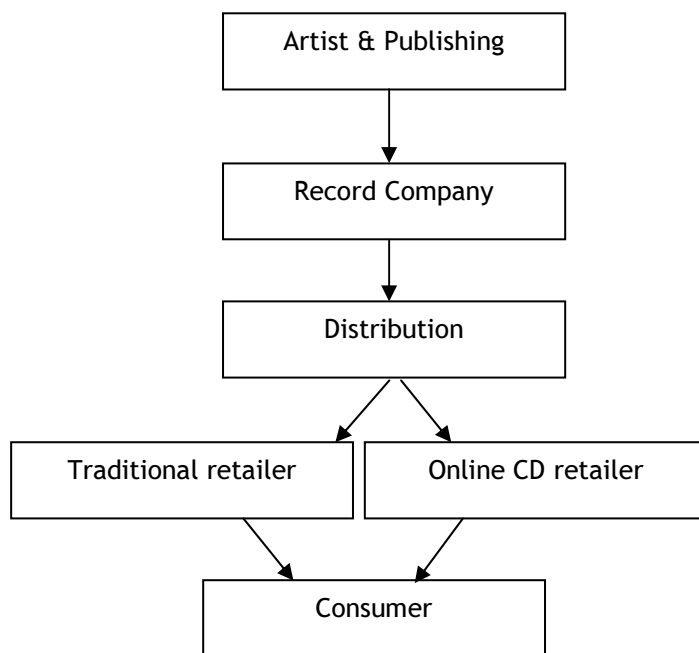 Artist & Publishing
Record Company
Distribution
Traditional retailer
Online CD retailer
Consumer